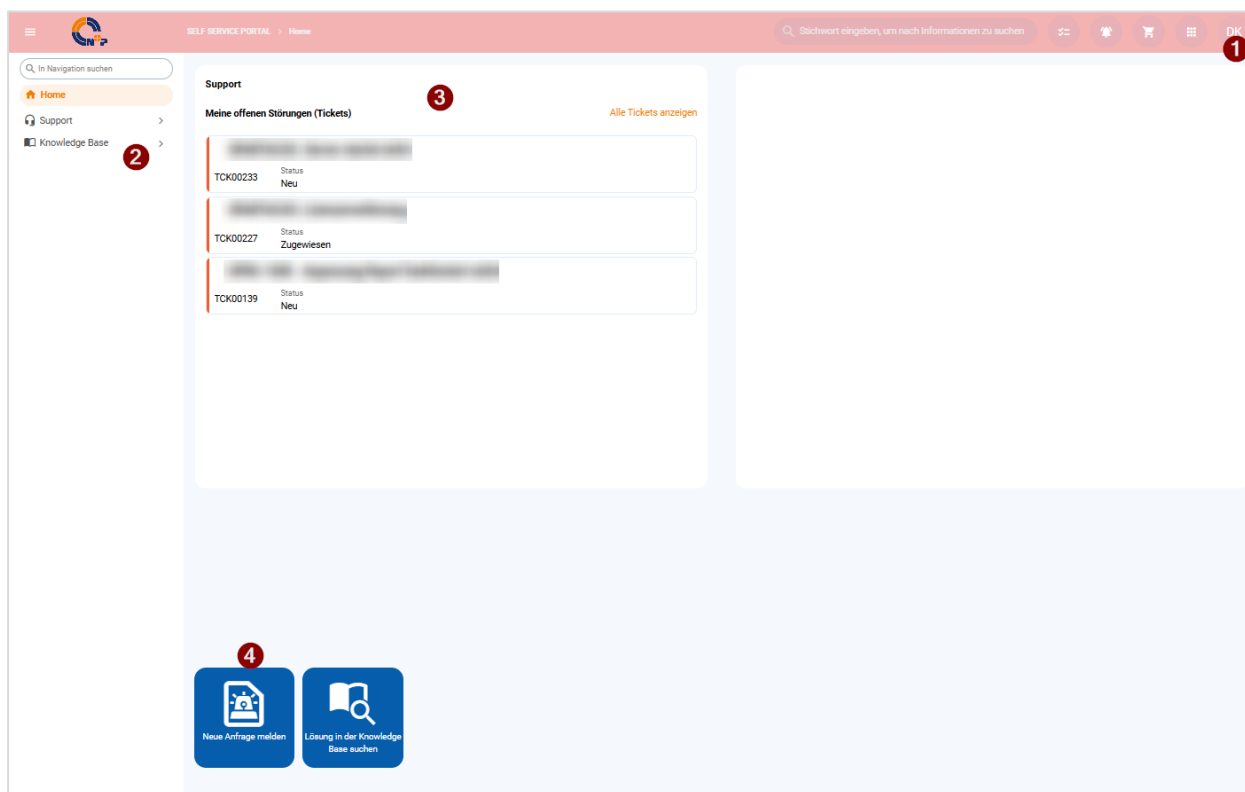 CN&P
SELF SERVICE PORTAL > Home
Stichwort eingeben, um nach Informationen zu suchen
DK
1
In Navigation suchen
Home
Support
Knowledge Base
2
Support
3
Meine offenen Störungen (Tickets)
Alle Tickets anzeigen
TCK00233
Status
Neu
TCK00227
Status
Zugewiesen
TCK00139
Status
Neu
4
Neue Anfrage melden
Lösung in der Knowledge
Base suchen